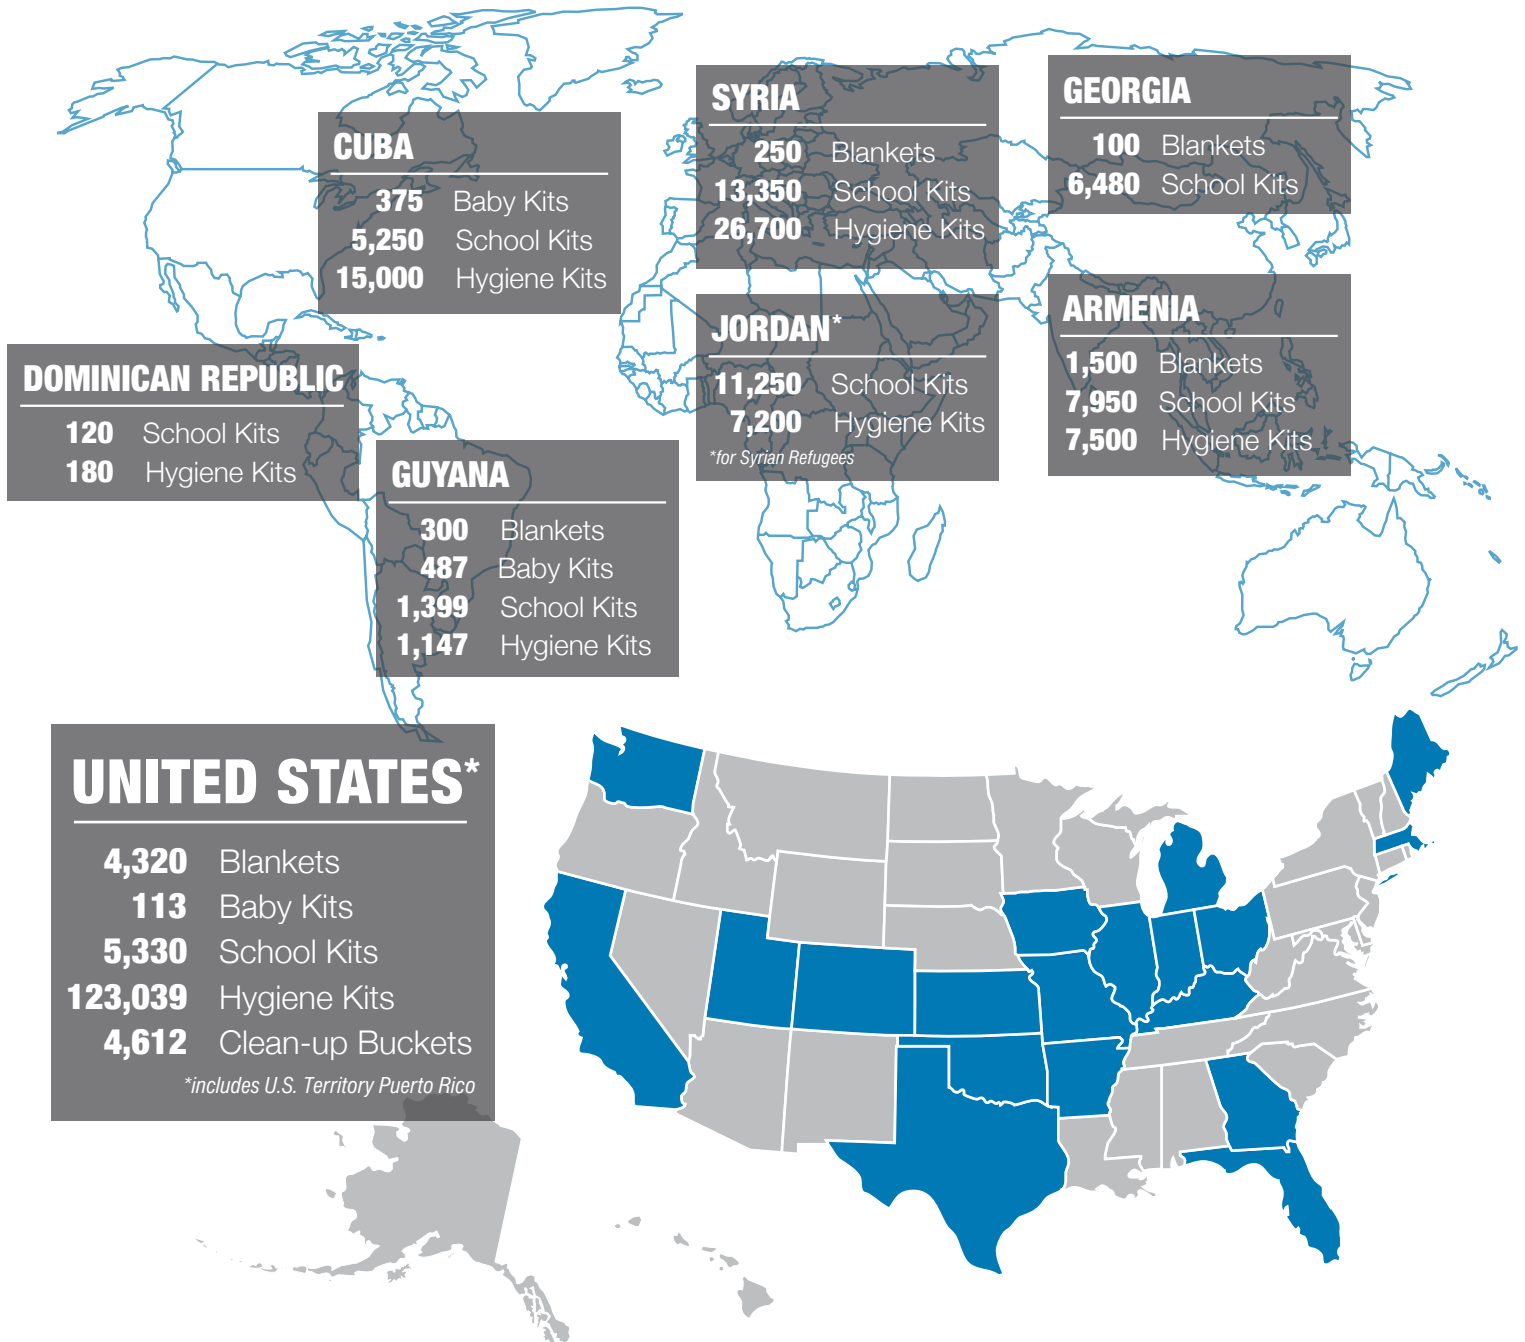 CUBA
375 Baby Kits
5,250 School Kits
15,000 Hygiene Kits
SYRIA
250 Blankets
13,350 School Kits
26,700 Hygiene Kits
GEORGIA
100 Blankets
6,480 School Kits
DOMINICAN REPUBLIC
120 School Kits
180 Hygiene Kits
JORDAN*
11,250 School Kits
7,200 Hygiene Kits
*for Syrian Refugees
ARMENIA
1,500 Blankets
7,950 School Kits
7,500 Hygiene Kits
GUYANA
300 Blankets
487 Baby Kits
1,399 School Kits
1,147 Hygiene Kits
UNITED STATES*
4,320 Blankets
113 Baby Kits
5,330 School Kits
123,039 Hygiene Kits
4,612 Clean-up Buckets
*includes U.S. Territory Puerto Rico